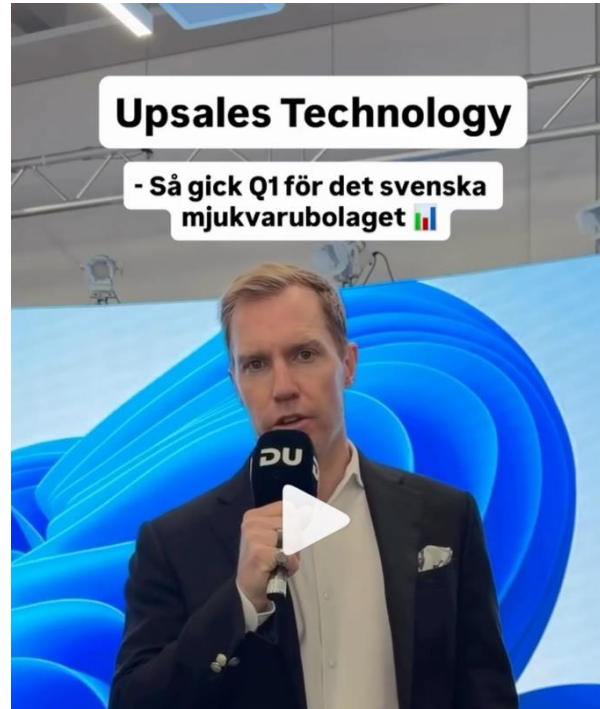 Upsales Technology
- Så gick Q1 för det svenska
mjukvarubolaget 📊
DU